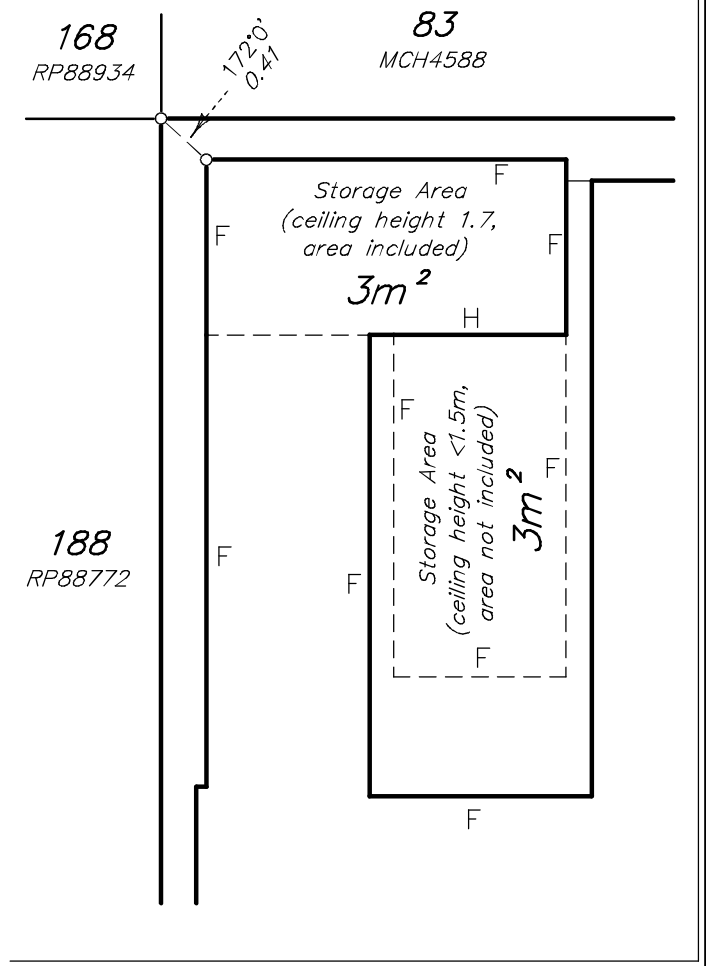 168
RP88934
83
MCH4588
172°0'
0.41
F
Storage Area
(ceiling height 1.7,
area included)
3m²
F
F
H
F
Storage Area
(ceiling height <1.5m,
area not included)
3m²
F
188
RP88772
F
F
F
F